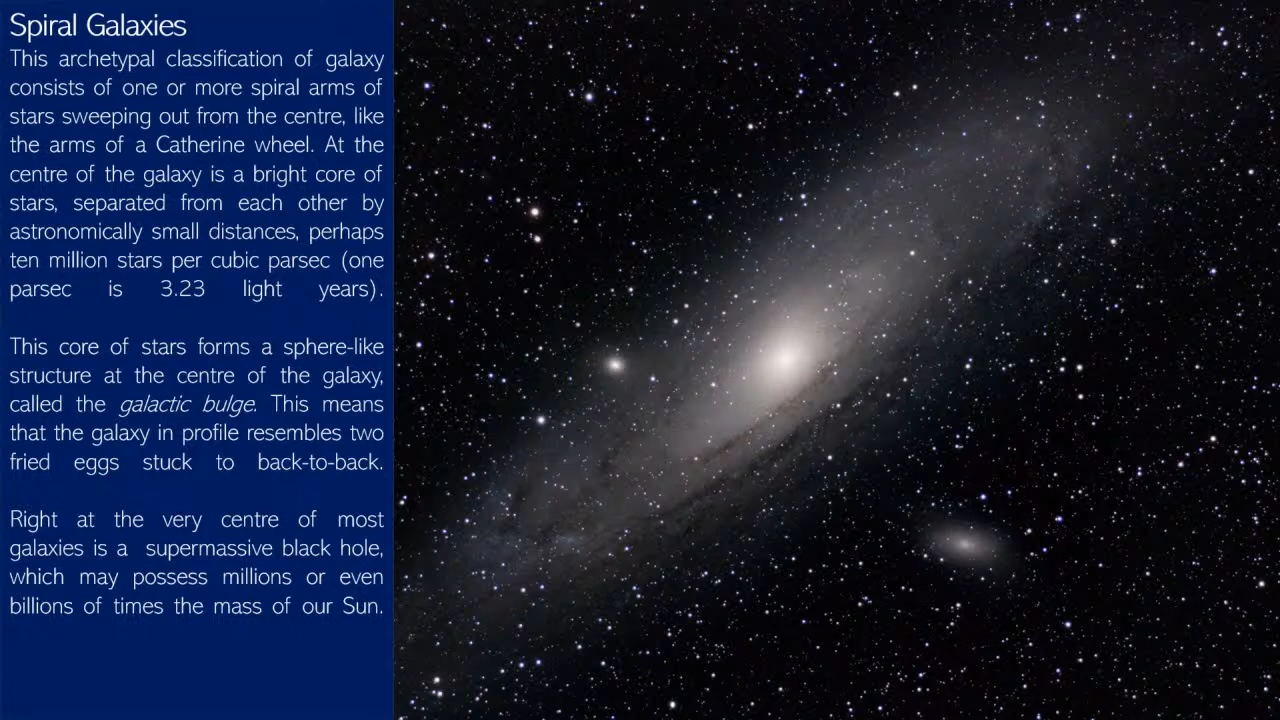 Spiral Galaxies
This archetypal classification of galaxy
consists of one or more spiral arms of
stars sweeping out from the centre, like
the arms of a Catherine wheel. At the
centre of the galaxy is a bright core of
stars, separated from each other by
astronomically small distances, perhaps
ten million stars per cubic parsec (one
parsec is 3.23 light years).
This core of stars forms a sphere-like
structure at the centre of the galaxy,
called the galactic bulge. This means
that the galaxy in profile resembles two
fried eggs stuck to back-to-back.
Right at the very centre of most
galaxies is a supermassive black hole,
which may possess millions or even
billions of times the mass of our Sun.